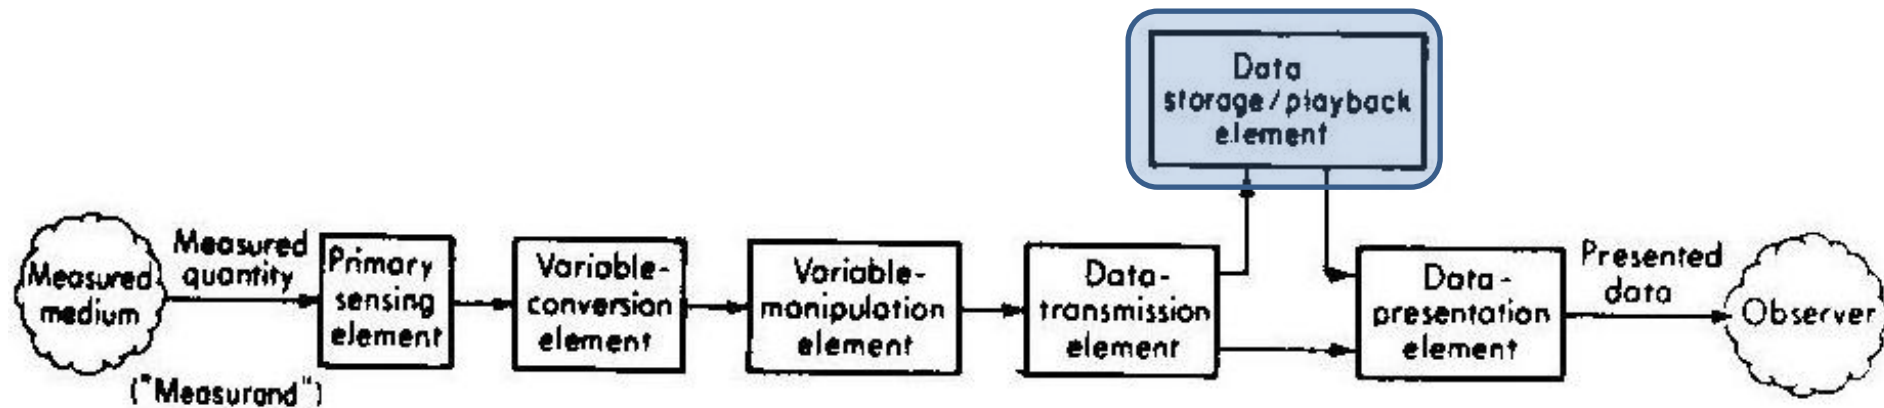 Data
storage/playback
element
Measured
medium
Measured
quantity
("Measurand")
Primary
sensing
element
Variable-
conversion
element
Variable-
manipulation
element
Data-
transmission
element
Data-
presentation
element
Presented
data
Observer